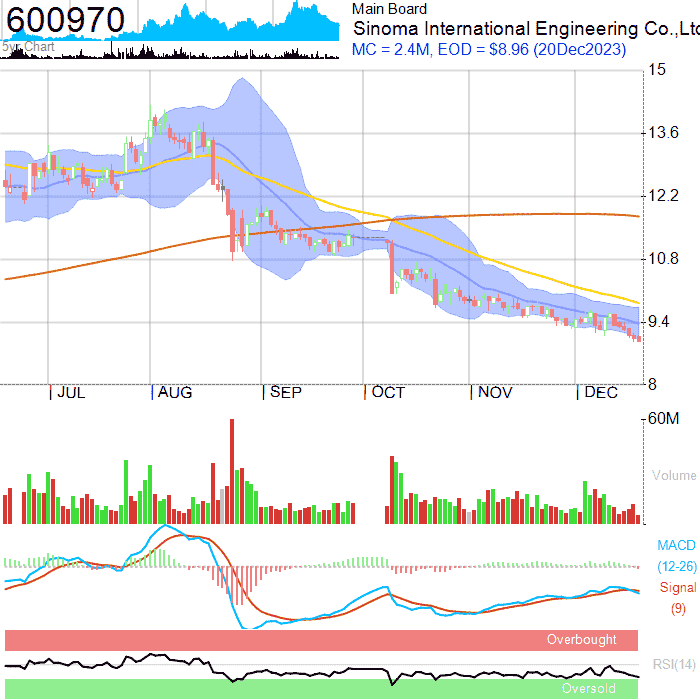 600970
5yr Chart
Main Board
Sinoma International Engineering Co.,Ltd
MC = 2.4M, EOD = $8.96 (20Dec2023)
15
13.6
12.2
10.8
9.4
8
JUL AUG SEP OCT NOV DEC
60M
Volume
MACD
(12-26)
Signal
(9)
Overbought
RSI(14)
Oversold